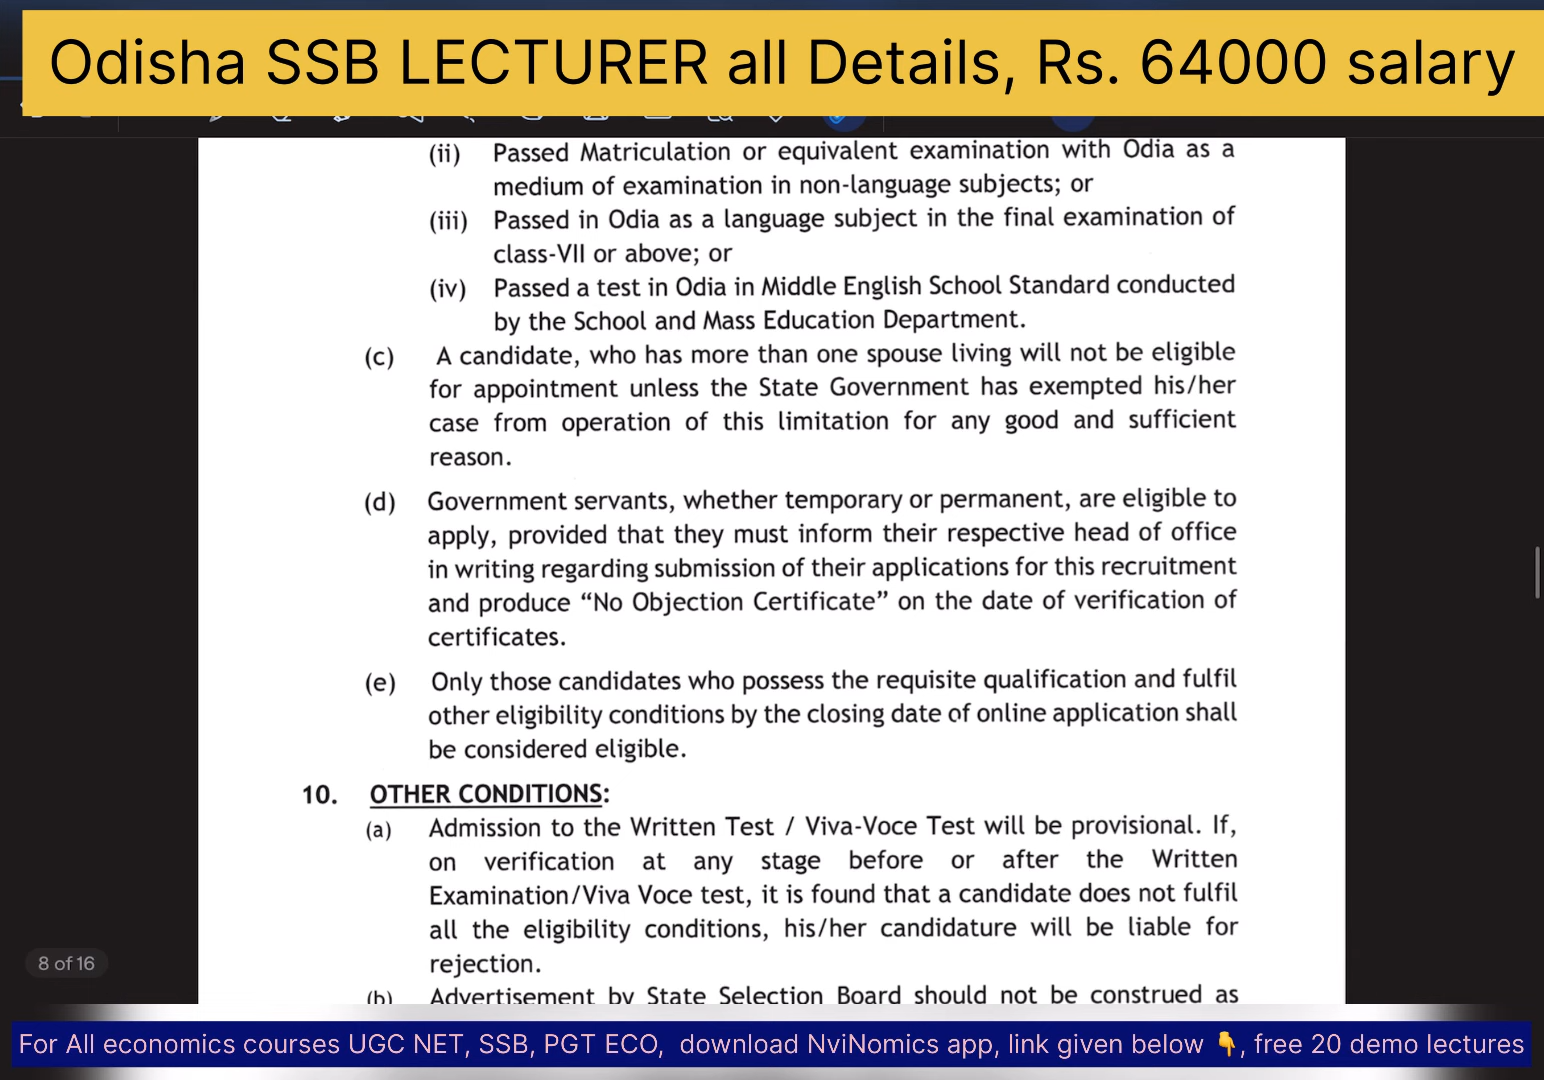 Odisha SSB LECTURER all Details, Rs. 64000 salary
(ii) Passed Matriculation or equivalent examination with Odia as a
medium of examination in non-language subjects; or
(iii) Passed in Odia as a language subject in the final examination of
class-VII or above; or
(iv) Passed a test in Odia in Middle English School Standard conducted
by the School and Mass Education Department.
(c) A candidate, who has more than one spouse living will not be eligible
for appointment unless the State Government has exempted his/her
case from operation of this limitation for any good and sufficient
reason.
(d) Government servants, whether temporary or permanent, are eligible to
apply, provided that they must inform their respective head of office
in writing regarding submission of their applications for this recruitment
and produce “No Objection Certificate” on the date of verification of
certificates.
(e) Only those candidates who possess the requisite qualification and fulfil
other eligibility conditions by the closing date of online application shall
be considered eligible.
10. OTHER CONDITIONS:
(a) Admission to the Written Test / Viva-Voce Test will be provisional. If,
on verification at any stage before or after the Written
Examination/Viva Voce test, it is found that a candidate does not fulfil
all the eligibility conditions, his/her candidature will be liable for
rejection.
(b) Advertisement by State Selection Board should not be construed as
8 of 16
For All economics courses UGC NET, SSB, PGT ECO, download NviNomics app, link given below 👇, free 20 demo lectures